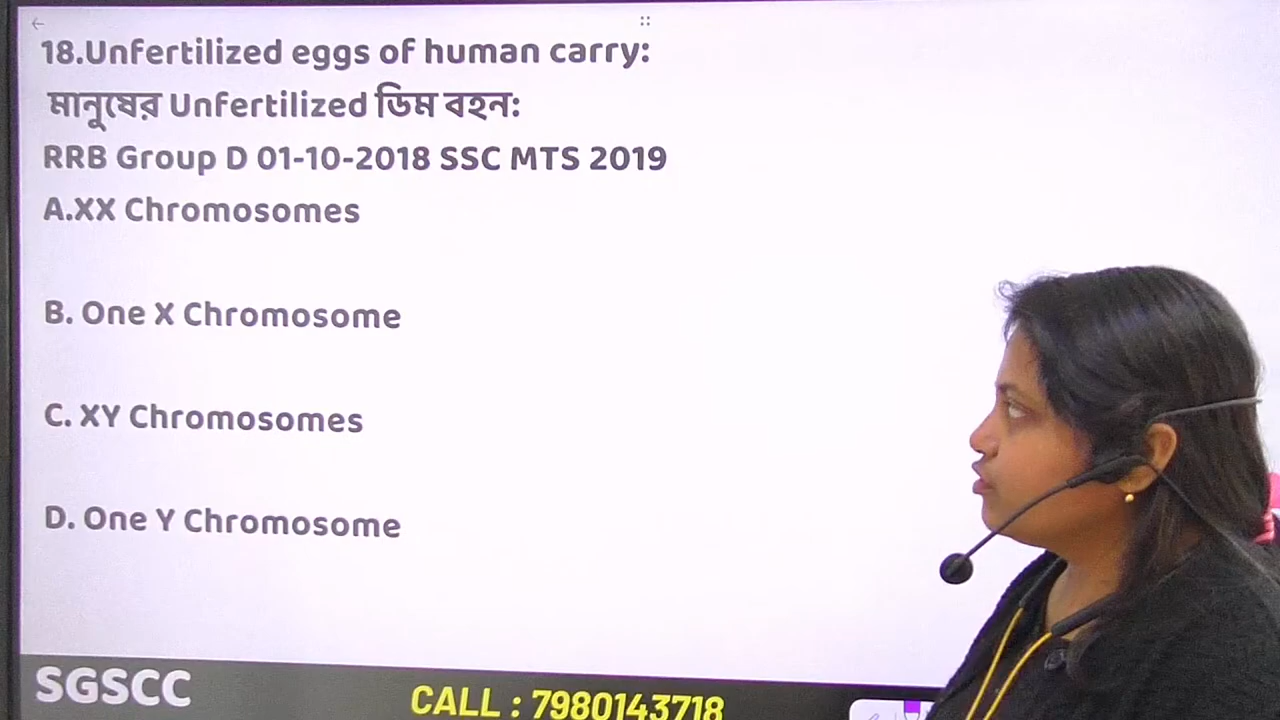 18.Unfertilized eggs of human carry:
মানুষের Unfertilized ডিম বহন:
RRB Group D 01-10-2018 SSC MTS 2019
A.XX Chromosomes
B. One X Chromosome
C. XY Chromosomes
D. One Y Chromosome
SGSCC
CALL : 7980143718